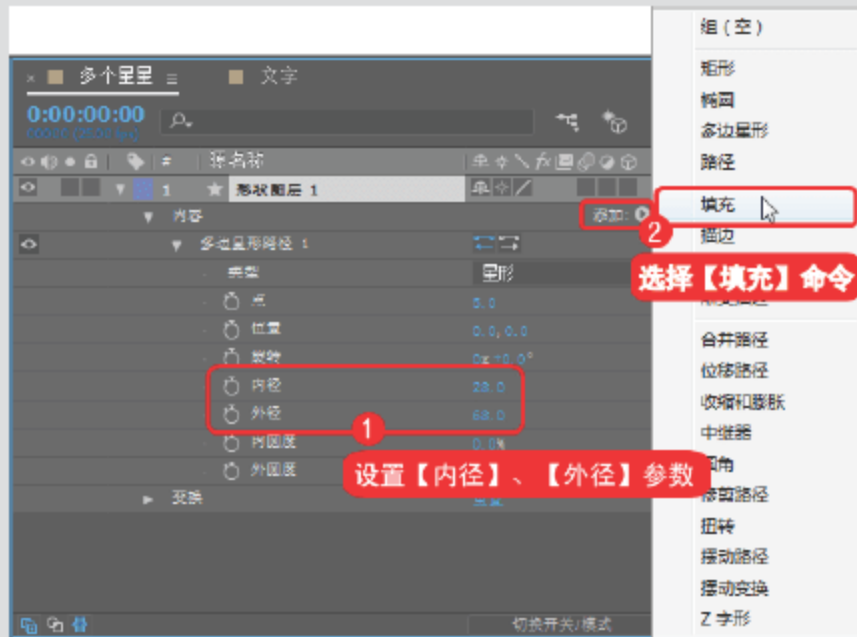 多个星星
文字
0:00:00:00
# 源名称
1 形状图层 1
内容
添加:
多边星形路径 1
类型 星形
点 5.0
位置 0.0, 0.0
旋转 0x+0.0°
内径 28.0
外径 68.0
内圆度 0.0%
外圆度
变换 重置
1
设置【内径】、【外径】参数
切换开关/模式
组(空)
矩形
椭圆
多边星形
路径
填充
描边
2
选择【填充】命令
合并路径
位移路径
收缩和膨胀
中继器
圆角
修剪路径
扭转
摆动路径
摆动变换
Z 字形